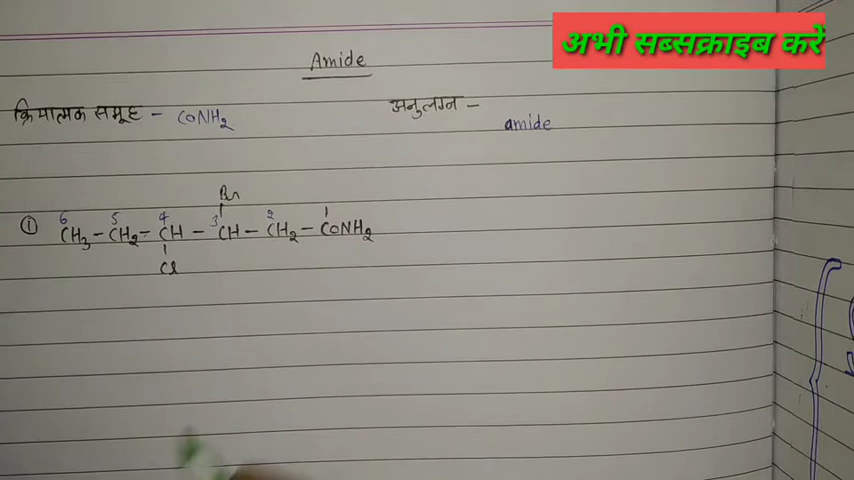 अभी सब्सक्राइब करें
Amide
क्रियात्मक समूह - CONH₂ अनुलग्न - amide
Br
6 5 4 3 2 1
① CH₃ - CH₂ - CH - CH - CH₂ - CONH₂
Cl